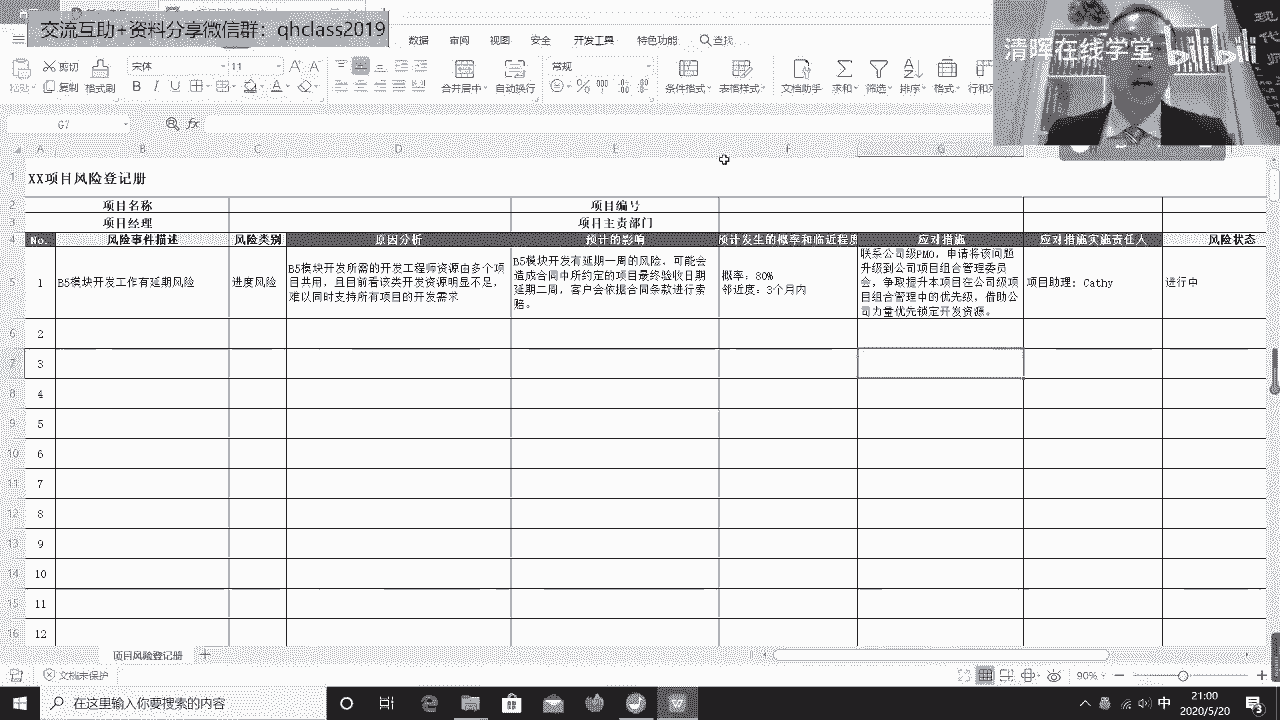 交流互助+资料分享微信群：qhclass2019
清晖在线学堂 bilibili
数据 审阅 视图 安全 开发工具 特色功能 查找
剪切 宋体 11 常规
粘贴 复制 格式刷 B I U A 合并居中 自动换行 条件格式 表格样式 文档助手 求和 筛选 排序 格式
G7 fx
A B C D E F G
XX项目风险登记册
项目名称 项目编号
项目经理 项目主责部门
No. 风险事件描述 风险类别 原因分析 预计的影响 预计发生的概率和临近程度 应对措施 应对措施实施责任人 风险状态
1 B5模块开发工作有延期风险 进度风险
B5模块开发所需的开发工程师资源由多个项
目共用，且目前看该类开发资源明显不足，
难以同时支持所有项目的开发需求
B5模块开发有延期一周的风险，可能会
造成合同中所约定的项目最终验收日期
延期二周，客户会依据合同条款进行索
赔。
概率：80%
邻近度：3个月内
联系公司级PMO，申请将该问题
升级到公司项目组合管理委员
会，争取提升本项目在公司级项
目组合管理中的优先级，借助公
司力量优先锁定开发资源。
项目助理：Cathy
进行中
2
3
4
5
6
7
8
9
10
11
12
项目风险登记册
文档未保护 90%
在这里输入你要搜索的内容 中 21:00
2020/5/20 3